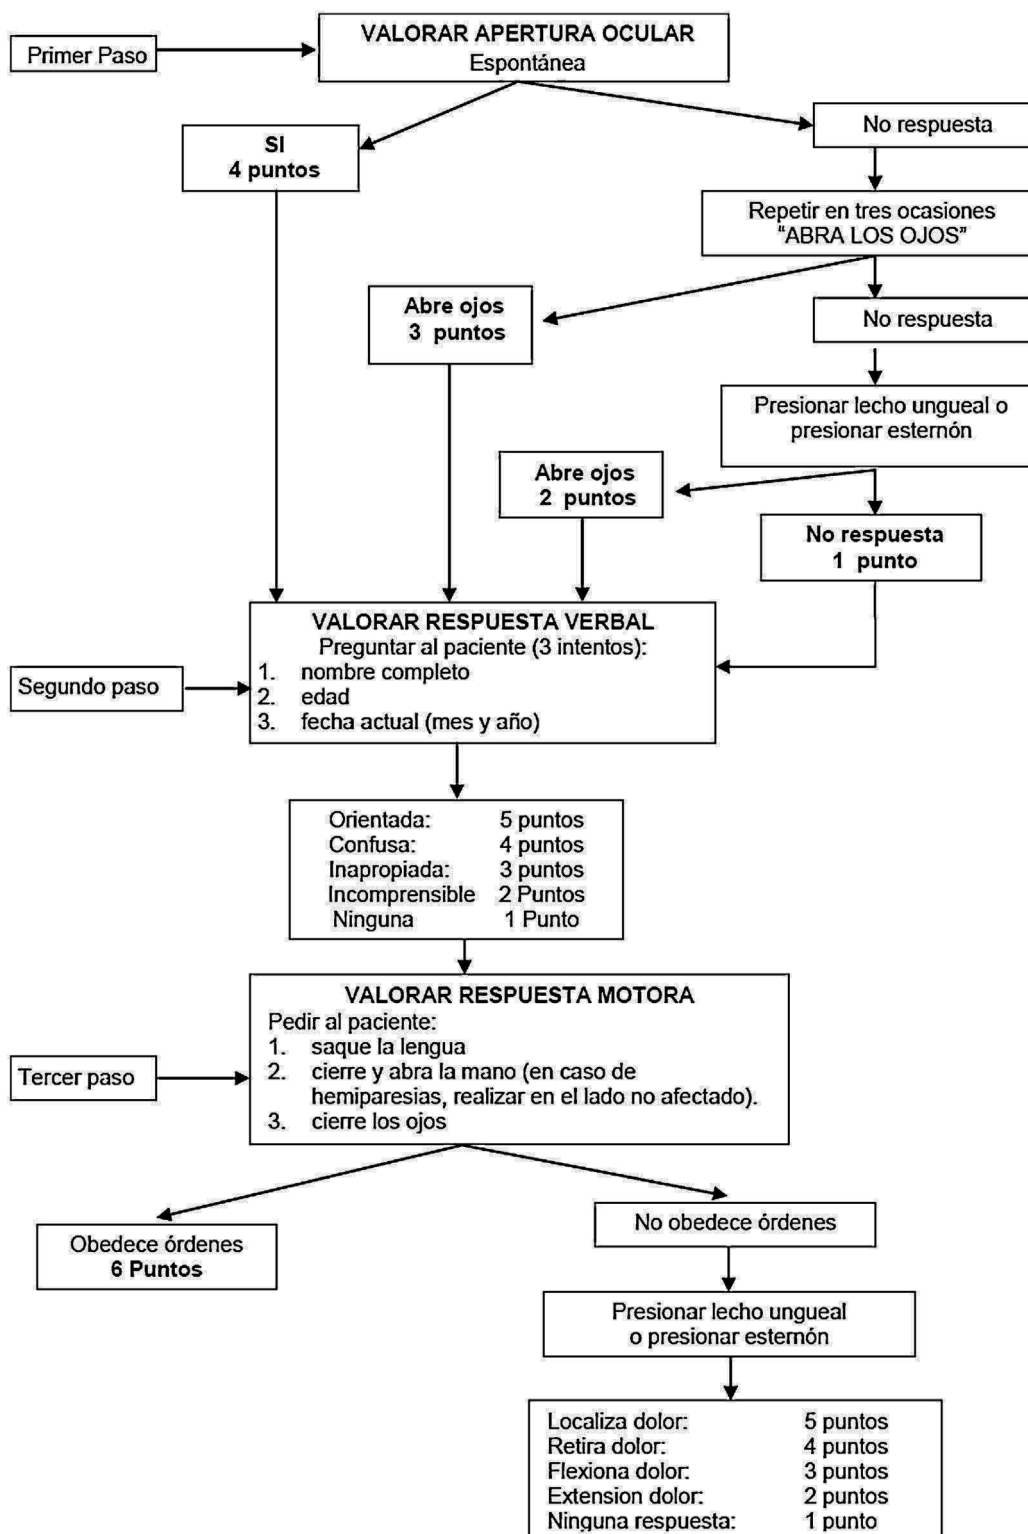 Primer Paso
VALORAR APERTURA OCULAR
Espontánea
SI
4 puntos
No respuesta
Repetir en tres ocasiones
“ABRA LOS OJOS”
Abre ojos
3 puntos
No respuesta
Presionar lecho ungueal o
presionar esternón
Abre ojos
2 puntos
No respuesta
1 punto
Segundo paso
VALORAR RESPUESTA VERBAL
Preguntar al paciente (3 intentos):
1. nombre completo
2. edad
3. fecha actual (mes y año)
Orientada: 5 puntos
Confusa: 4 puntos
Inapropiada: 3 puntos
Incomprensible 2 Puntos
Ninguna 1 Punto
Tercer paso
VALORAR RESPUESTA MOTORA
Pedir al paciente:
1. saque la lengua
2. cierre y abra la mano (en caso de
hemiparesias, realizar en el lado no afectado).
3. cierre los ojos
Obedece órdenes
6 Puntos
No obedece órdenes
Presionar lecho ungueal
o presionar esternón
Localiza dolor: 5 puntos
Retira dolor: 4 puntos
Flexiona dolor: 3 puntos
Extension dolor: 2 puntos
Ninguna respuesta: 1 punto